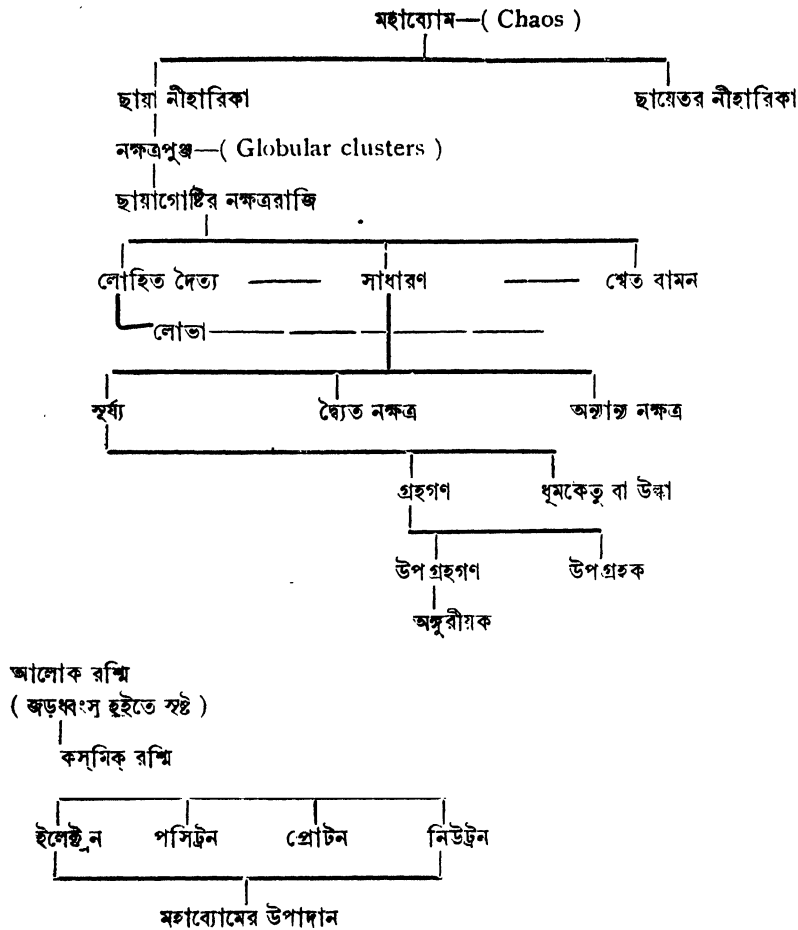 মহাব্যোম—( Chaos )
ছায়া নীহারিকা ছায়েতর নীহারিকা
নক্ষত্রপুঞ্জ—( Globular clusters )
ছায়াগোষ্টির নক্ষত্ররাজি
লোহিত দৈত্য — সাধারণ — শ্বেত বামন
লোভা
সূর্য্য দ্ব্যৈত নক্ষত্র অন্যান্য নক্ষত্র
গ্রহগণ ধূমকেতু বা উল্কা
উপগ্রহগণ উপগ্রহক
অঙ্গুরীয়ক
আলোক রশ্মি
( জড়ধ্বংস হইতে সৃষ্ট )
কস্‌মিক্ রশ্মি
ইলেক্ট্রন পসিট্রন প্রোটন নিউট্রন
মহাব্যোমের উপাদান